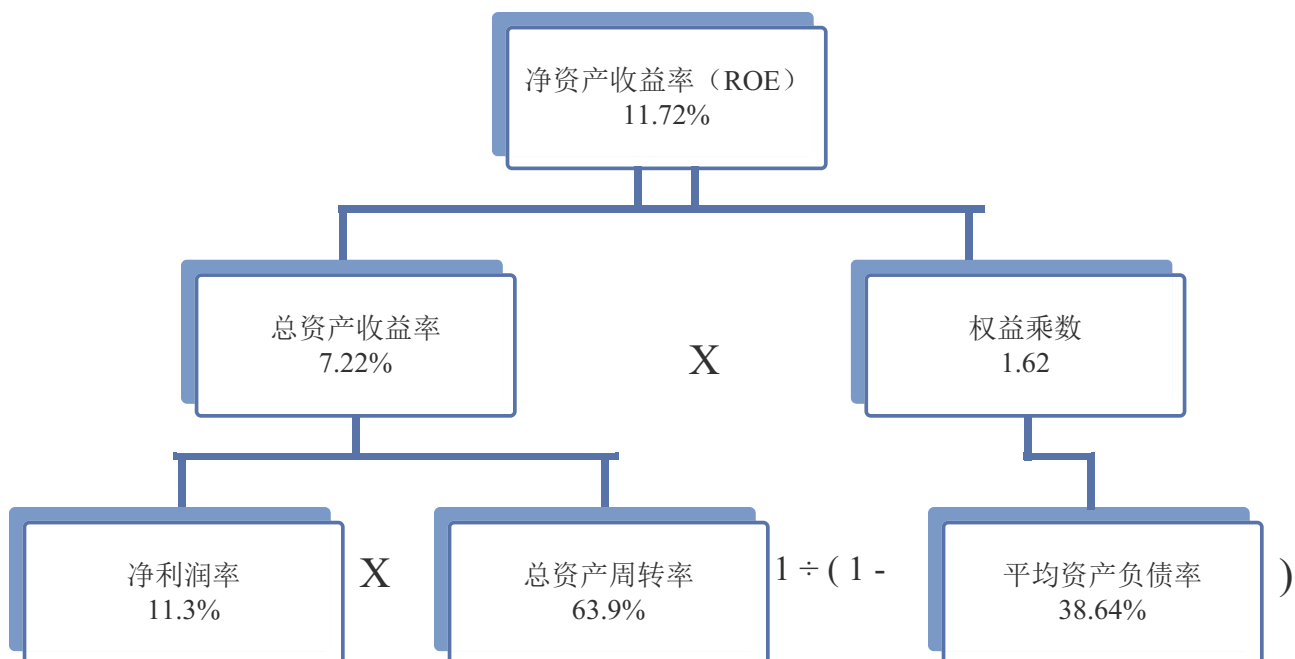 净资产收益率（ROE）
11.72%
总资产收益率
7.22%
X
权益乘数
1.62
净利润率
11.3%
X
总资产周转率
63.9%
1 ÷ ( 1 -
平均资产负债率
38.64%
)